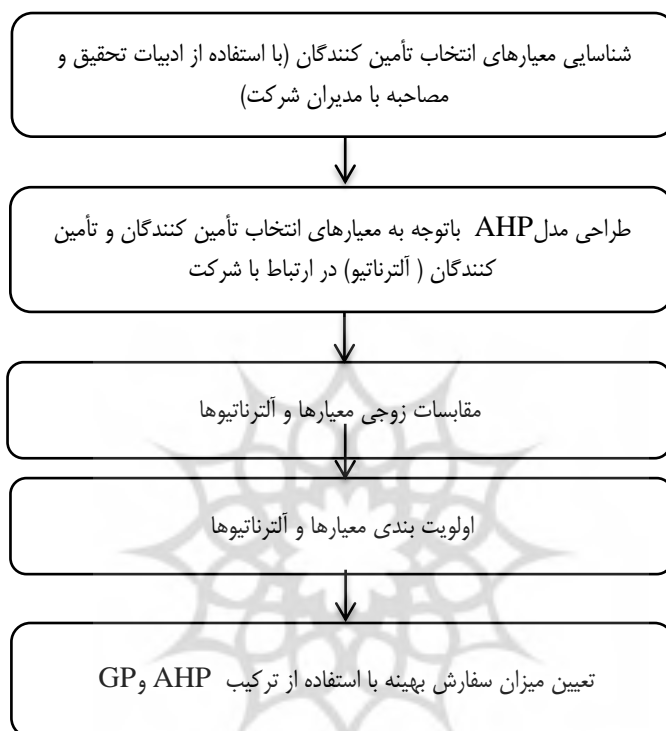 شناسایی معیارهای انتخاب تأمین کنندگان (با استفاده از ادبیات تحقیق و
مصاحبه با مدیران شرکت)
طراحی مدلAHP باتوجه به معیارهای انتخاب تأمین کنندگان و تأمین
کنندگان ( آلترناتیو) در ارتباط با شرکت
مقابسات زوجی معیارها و آلترناتیوها
اولویت بندی معیارها و آلترناتیوها
تعیین میزان سفارش بهینه با استفاده از ترکیب AHP وGP